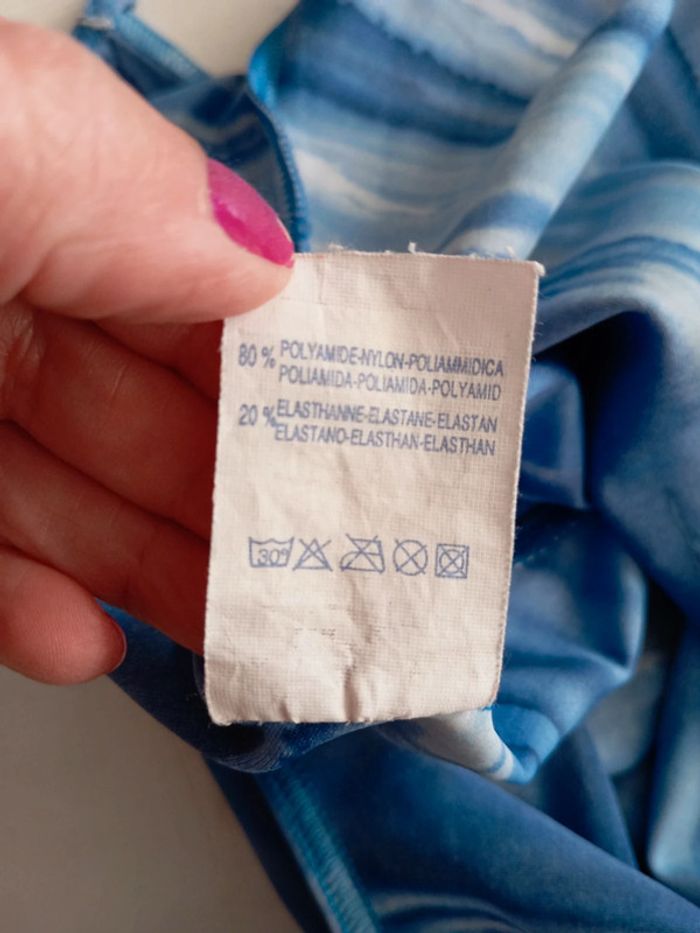 80 % POLYAMIDE-NYLON-POLIAMMIDICA
POLIAMIDA-POLIAMIDA-POLYAMID
20 % ELASTHANNE-ELASTANE-ELASTAN
ELASTANO-ELASTHAN-ELASTHAN
30°